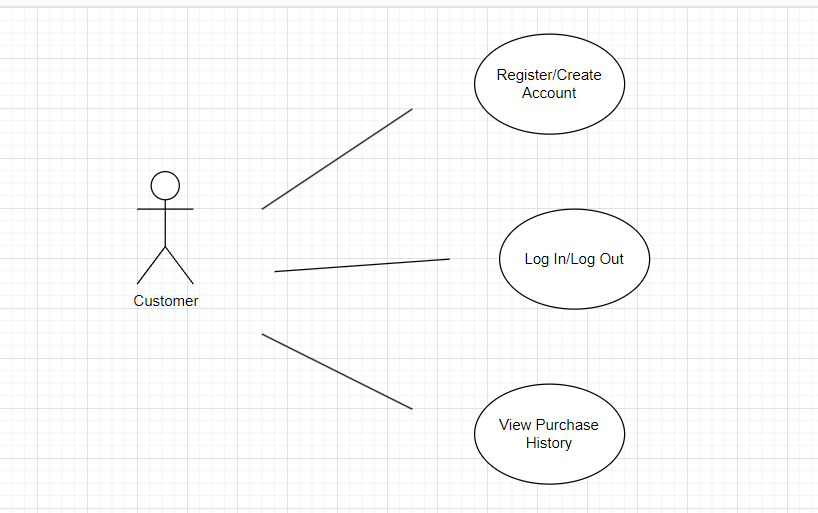 Register/Create
Account
Log In/Log Out
Customer
View Purchase
History